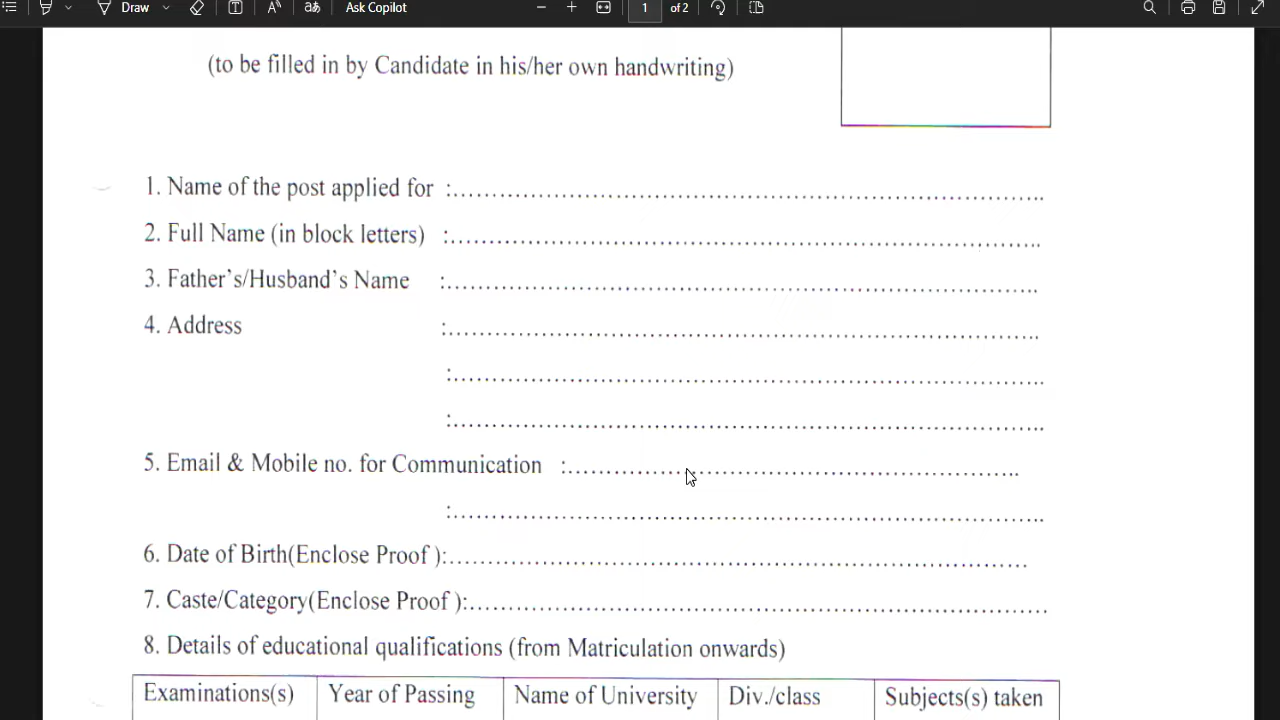 Draw Ask Copilot 1 of 2
(to be filled in by Candidate in his/her own handwriting)
1. Name of the post applied for :..............................................................................
2. Full Name (in block letters) :..............................................................................
3. Father's/Husband's Name :..............................................................................
4. Address :..............................................................................
:..............................................................................
:..............................................................................
5. Email & Mobile no. for Communication :............................................................
:..............................................................................
6. Date of Birth(Enclose Proof ):...........................................................................
7. Caste/Category(Enclose Proof ):...........................................................................
8. Details of educational qualifications (from Matriculation onwards)
Examinations(s) Year of Passing Name of University Div./class Subjects(s) taken